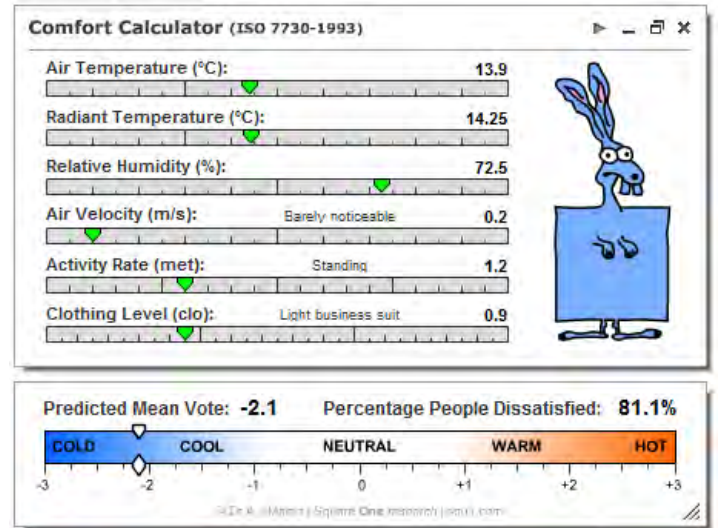 Comfort Calculator (ISO 7730-1993)
Air Temperature (°C): 13.9
Radiant Temperature (°C): 14.25
Relative Humidity (%): 72.5
Air Velocity (m/s): Barely noticeable 0.2
Activity Rate (met): Standing 1.2
Clothing Level (clo): Light business suit 0.9
Predicted Mean Vote: -2.1 Percentage People Dissatisfied: 81.1%
COLD COOL NEUTRAL WARM HOT
-3 -2 -1 0 +1 +2 +3
Square One research